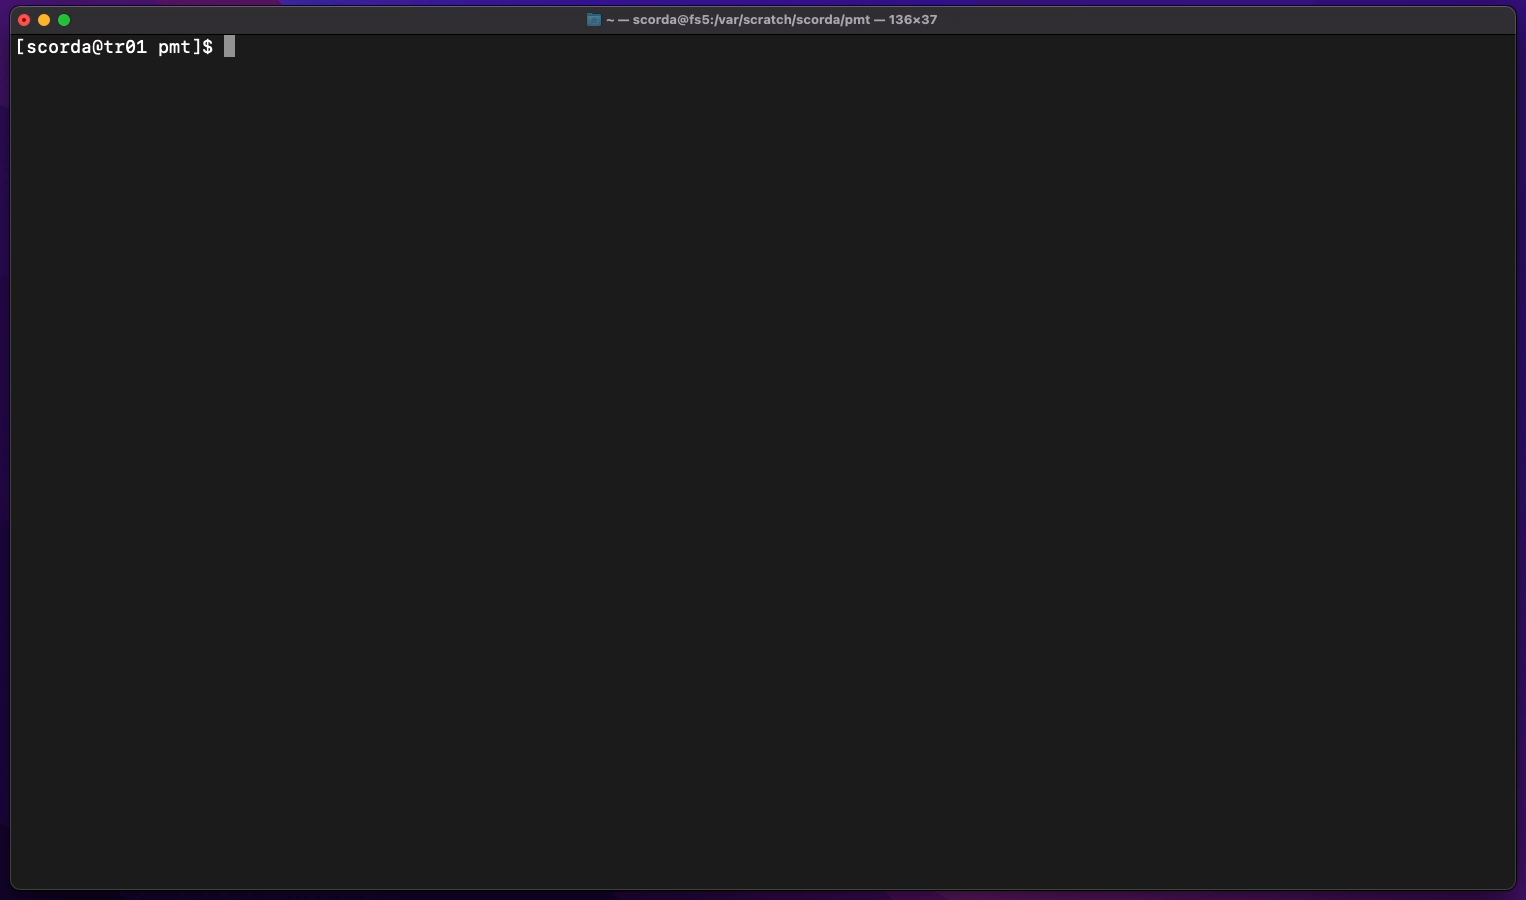 ~ — scorda@fs5:/var/scratch/scorda/pmt — 136×37
[scorda@tr01 pmt]$